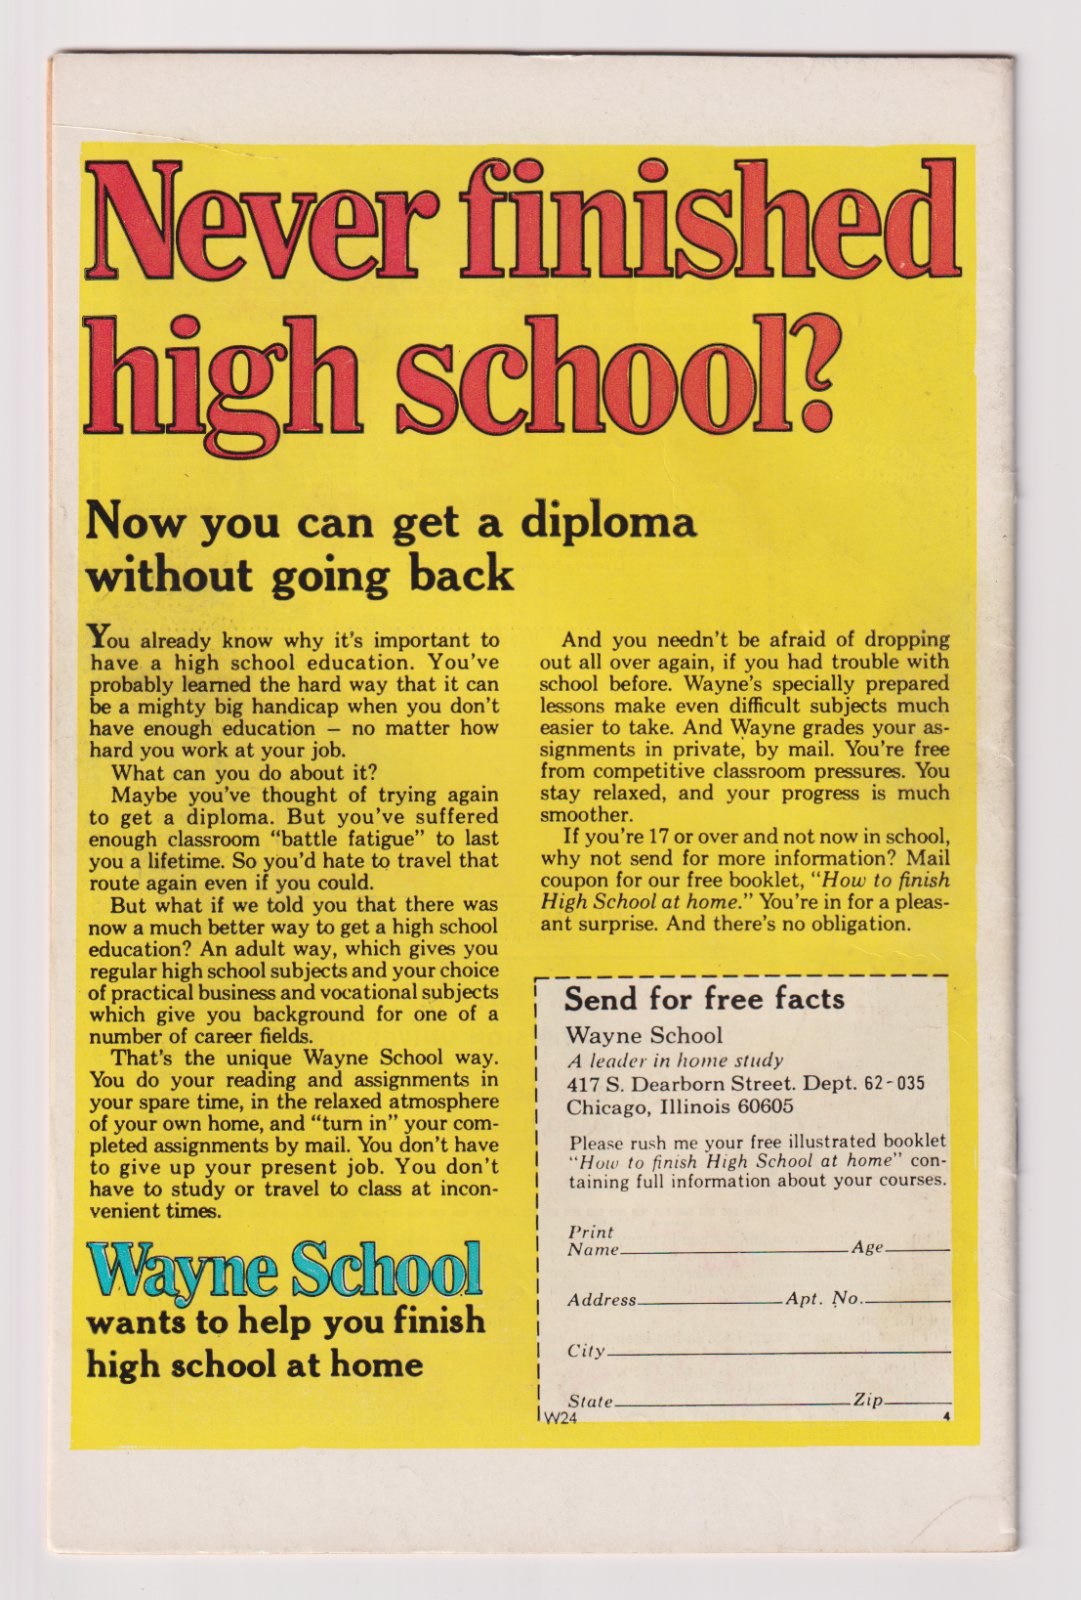 Never finished
high school?
Now you can get a diploma
without going back
You already know why it's important to
have a high school education. You've
probably learned the hard way that it can
be a mighty big handicap when you don't
have enough education — no matter how
hard you work at your job.
What can you do about it?
Maybe you've thought of trying again
to get a diploma. But you've suffered
enough classroom "battle fatigue" to last
you a lifetime. So you'd hate to travel that
route again even if you could.
But what if we told you that there was
now a much better way to get a high school
education? An adult way, which gives you
regular high school subjects and your choice
of practical business and vocational subjects
which give you background for one of a
number of career fields.
That's the unique Wayne School way.
You do your reading and assignments in
your spare time, in the relaxed atmosphere
of your own home, and "turn in" your com-
pleted assignments by mail. You don't have
to give up your present job. You don't
have to study or travel to class at incon-
venient times.
Wayne School
wants to help you finish
high school at home
And you needn't be afraid of dropping
out all over again, if you had trouble with
school before. Wayne's specially prepared
lessons make even difficult subjects much
easier to take. And Wayne grades your as-
signments in private, by mail. You're free
from competitive classroom pressures. You
stay relaxed, and your progress is much
smoother.
If you're 17 or over and not now in school,
why not send for more information? Mail
coupon for our free booklet, "How to finish
High School at home." You're in for a pleas-
ant surprise. And there's no obligation.
Send for free facts
Wayne School
A leader in home study
417 S. Dearborn Street. Dept. 62-035
Chicago, Illinois 60605
Please rush me your free illustrated booklet
"How to finish High School at home" con-
taining full information about your courses.
Print
Name Age
Address Apt. No.
City
State Zip
W24 4